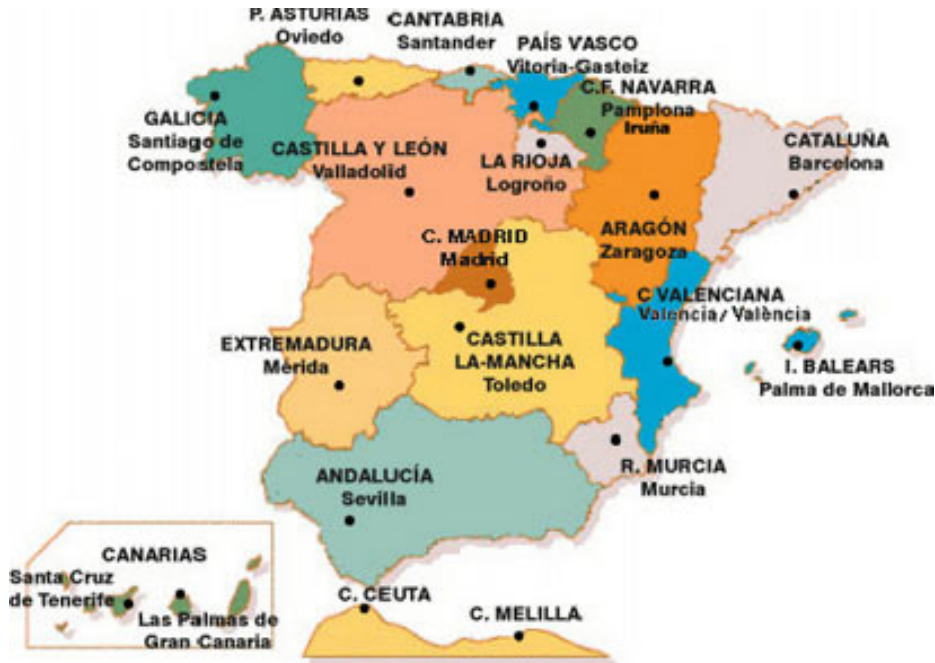 P. ASTURIAS
Oviedo
CANTABRIA
Santander
PAÍS VASCO
Vitoria-Gasteiz
C.F. NAVARRA
Pamplona
Iruña
GALICIA
Santiago de
Compostela
CASTILLA Y LEÓN
Valladolid
LA RIOJA
Logroño
CATALUÑA
Barcelona
ARAGÓN
Zaragoza
C. MADRID
Madrid
C VALENCIANA
Valencia/València
EXTREMADURA
Mérida
CASTILLA
LA-MANCHA
Toledo
I. BALEARS
Palma de Mallorca
ANDALUCÍA
Sevilla
R. MURCIA
Murcia
CANARIAS
Santa Cruz
de Tenerife
Las Palmas de
Gran Canaria
C. CEUTA
C. MELILLA